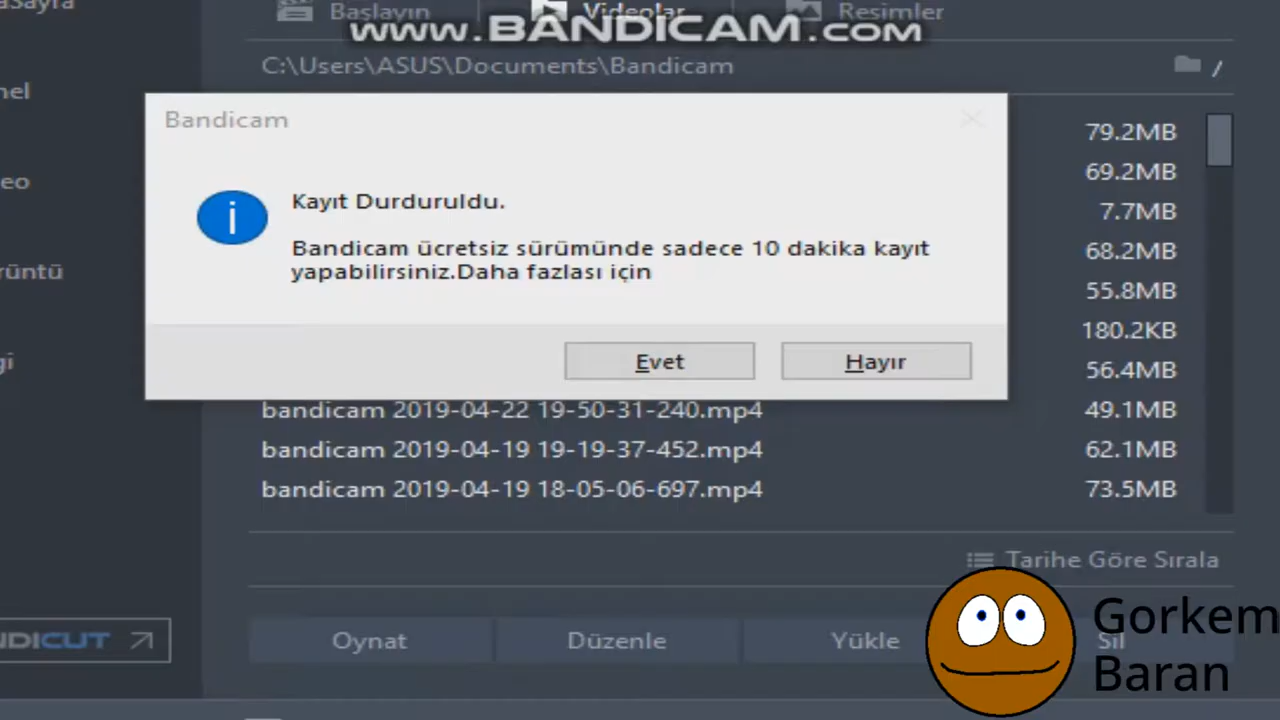 Başlayın Videolar Resimler
www.BANDICAM.com
C:\Users\ASUS\Documents\Bandicam
Bandicam
Kayıt Durduruldu.
Bandicam ücretsiz sürümünde sadece 10 dakika kayıt
yapabilirsiniz.Daha fazlası için
Evet Hayır
79.2MB
69.2MB
7.7MB
68.2MB
55.8MB
180.2KB
56.4MB
bandicam 2019-04-22 19-50-31-240.mp4 49.1MB
bandicam 2019-04-19 19-19-37-452.mp4 62.1MB
bandicam 2019-04-19 18-05-06-697.mp4 73.5MB
Tarihe Göre Sırala
NDICUT
Oynat Düzenle Yükle Sil
Gorkem
Baran